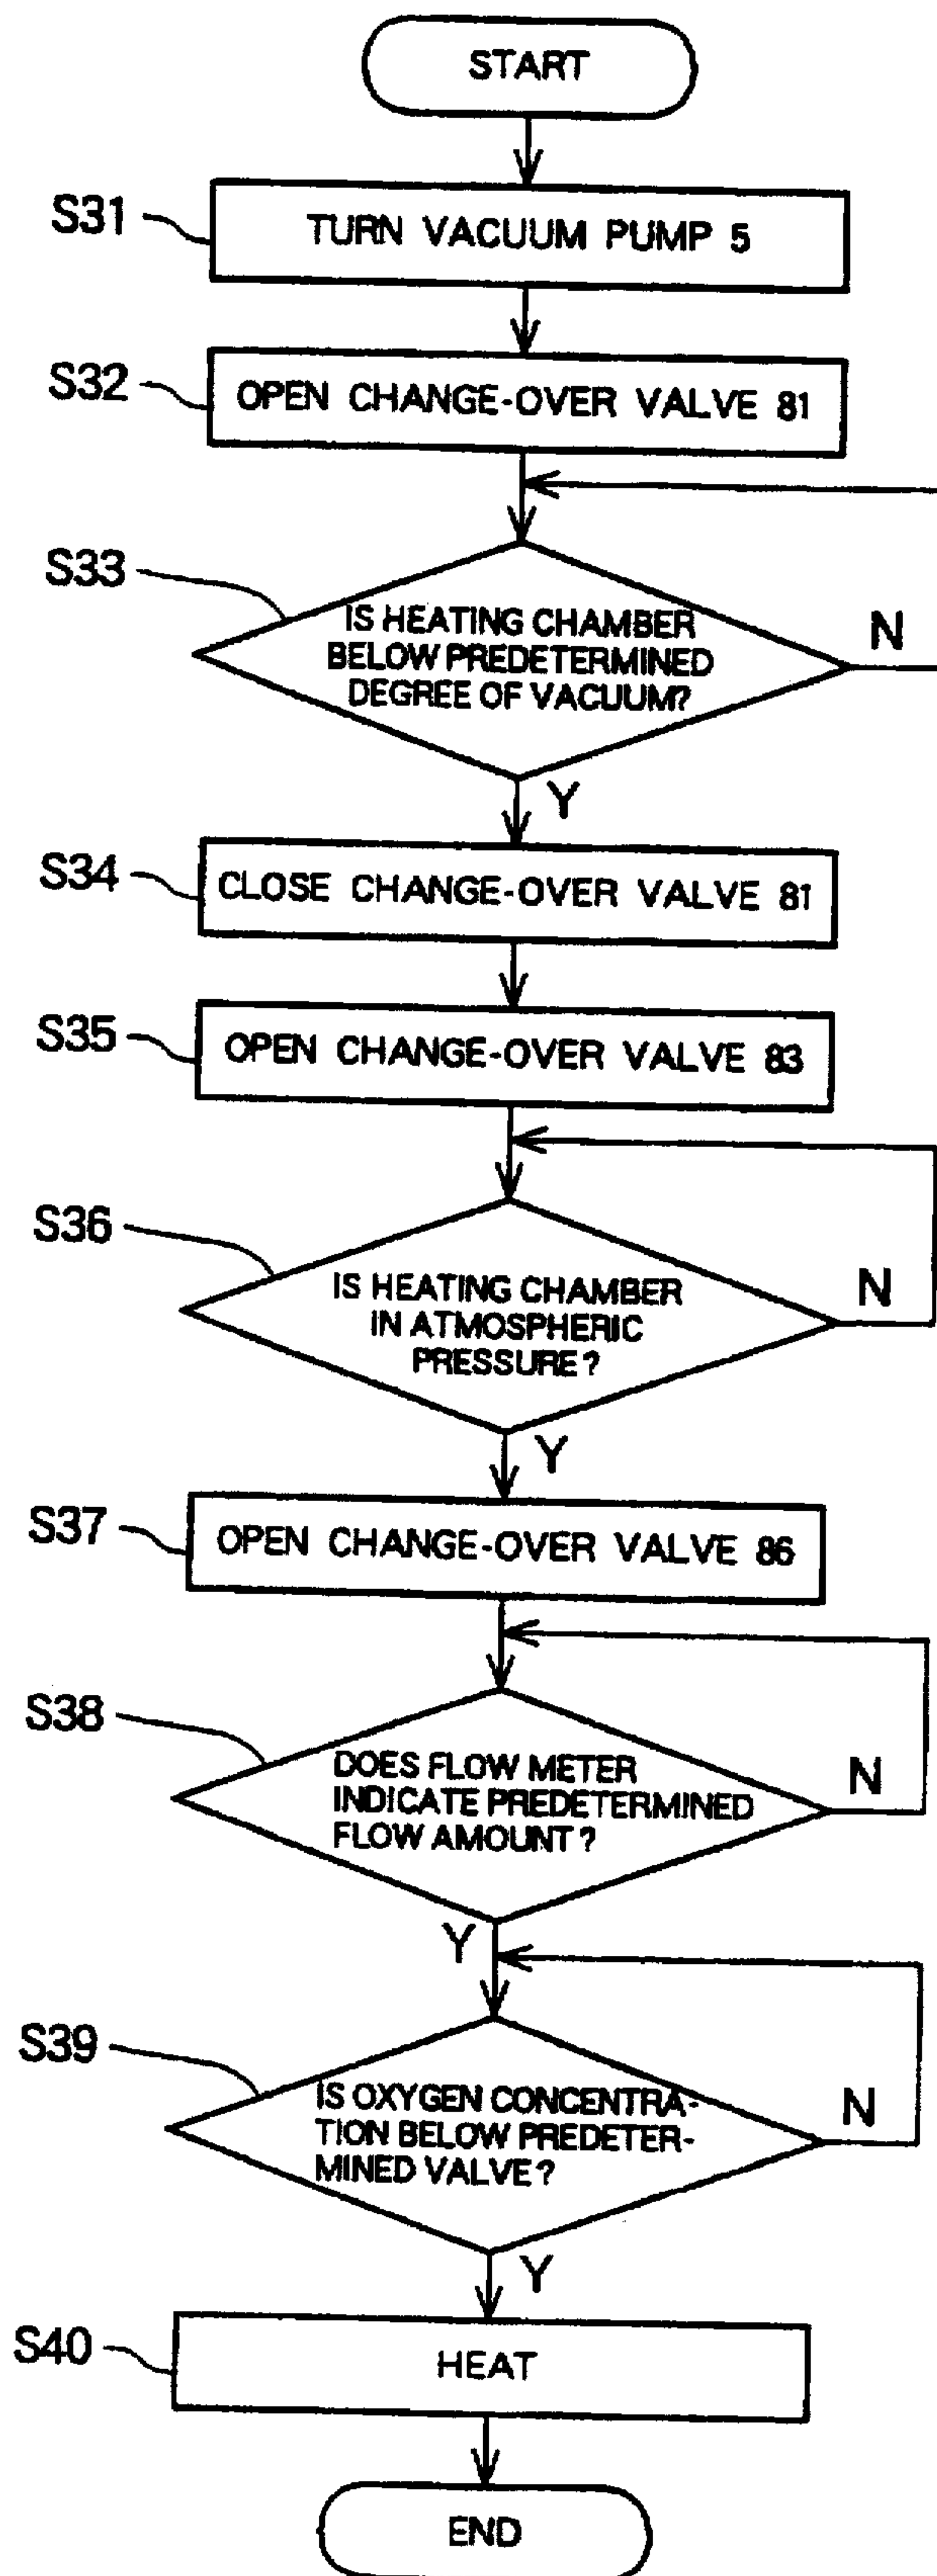 START
S31
TURN VACUUM PUMP 5
S32
OPEN CHANGE-OVER VALVE 81
S33
IS HEATING CHAMBER
BELOW PREDETERMINED
DEGREE OF VACUUM?
N
Y
S34
CLOSE CHANGE-OVER VALVE 81
S35
OPEN CHANGE-OVER VALVE 83
S36
IS HEATING CHAMBER
IN ATMOSPHERIC
PRESSURE?
N
Y
S37
OPEN CHANGE-OVER VALVE 86
S38
DOES FLOW METER
INDICATE PREDETERMINED
FLOW AMOUNT?
N
Y
S39
IS OXYGEN CONCENTRA-
TION BELOW PREDETER-
MINED VALVE?
N
Y
S40
HEAT
END